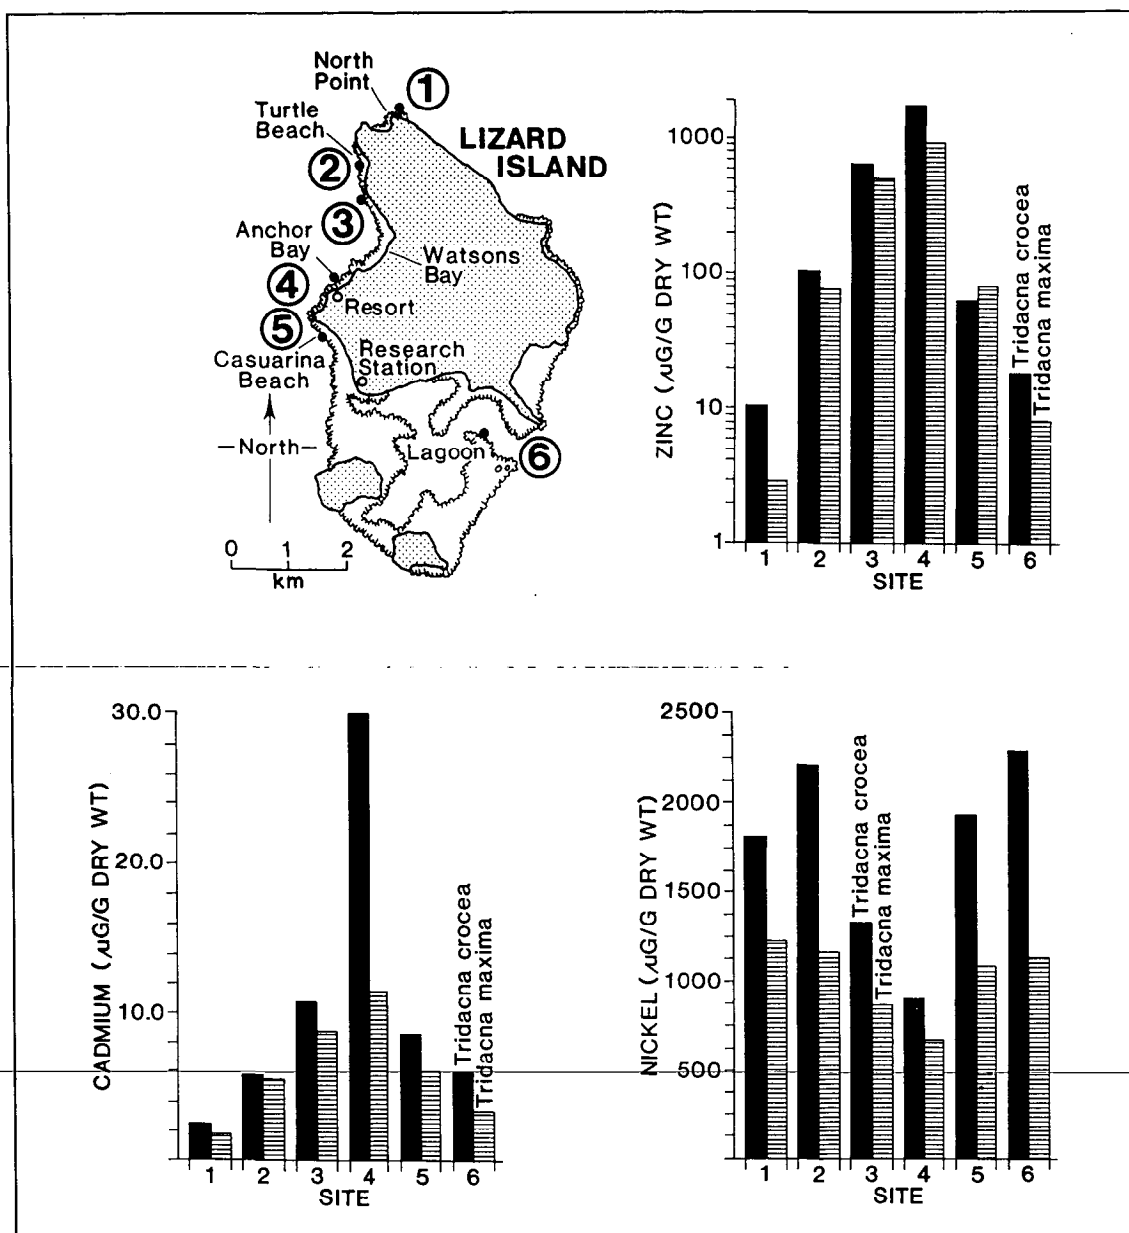 North
Point
1
Turtle
Beach
LIZARD
ISLAND
2
3
Anchor
Bay
Watsons
Bay
4
Resort
5
Casuarina
Beach
Research
Station
North
Lagoon
6
0 1 2
km
ZINC (µG/G DRY WT)
1000
100
10
1
Tridacna crocea
Tridacna maxima
1 2 3 4 5 6
SITE
CADMIUM (µG/G DRY WT)
30.0
20.0
10.0
Tridacna crocea
Tridacna maxima
1 2 3 4 5 6
SITE
NICKEL (µG/G DRY WT)
2500
2000
1500
1000
500
Tridacna crocea
Tridacna maxima
1 2 3 4 5 6
SITE